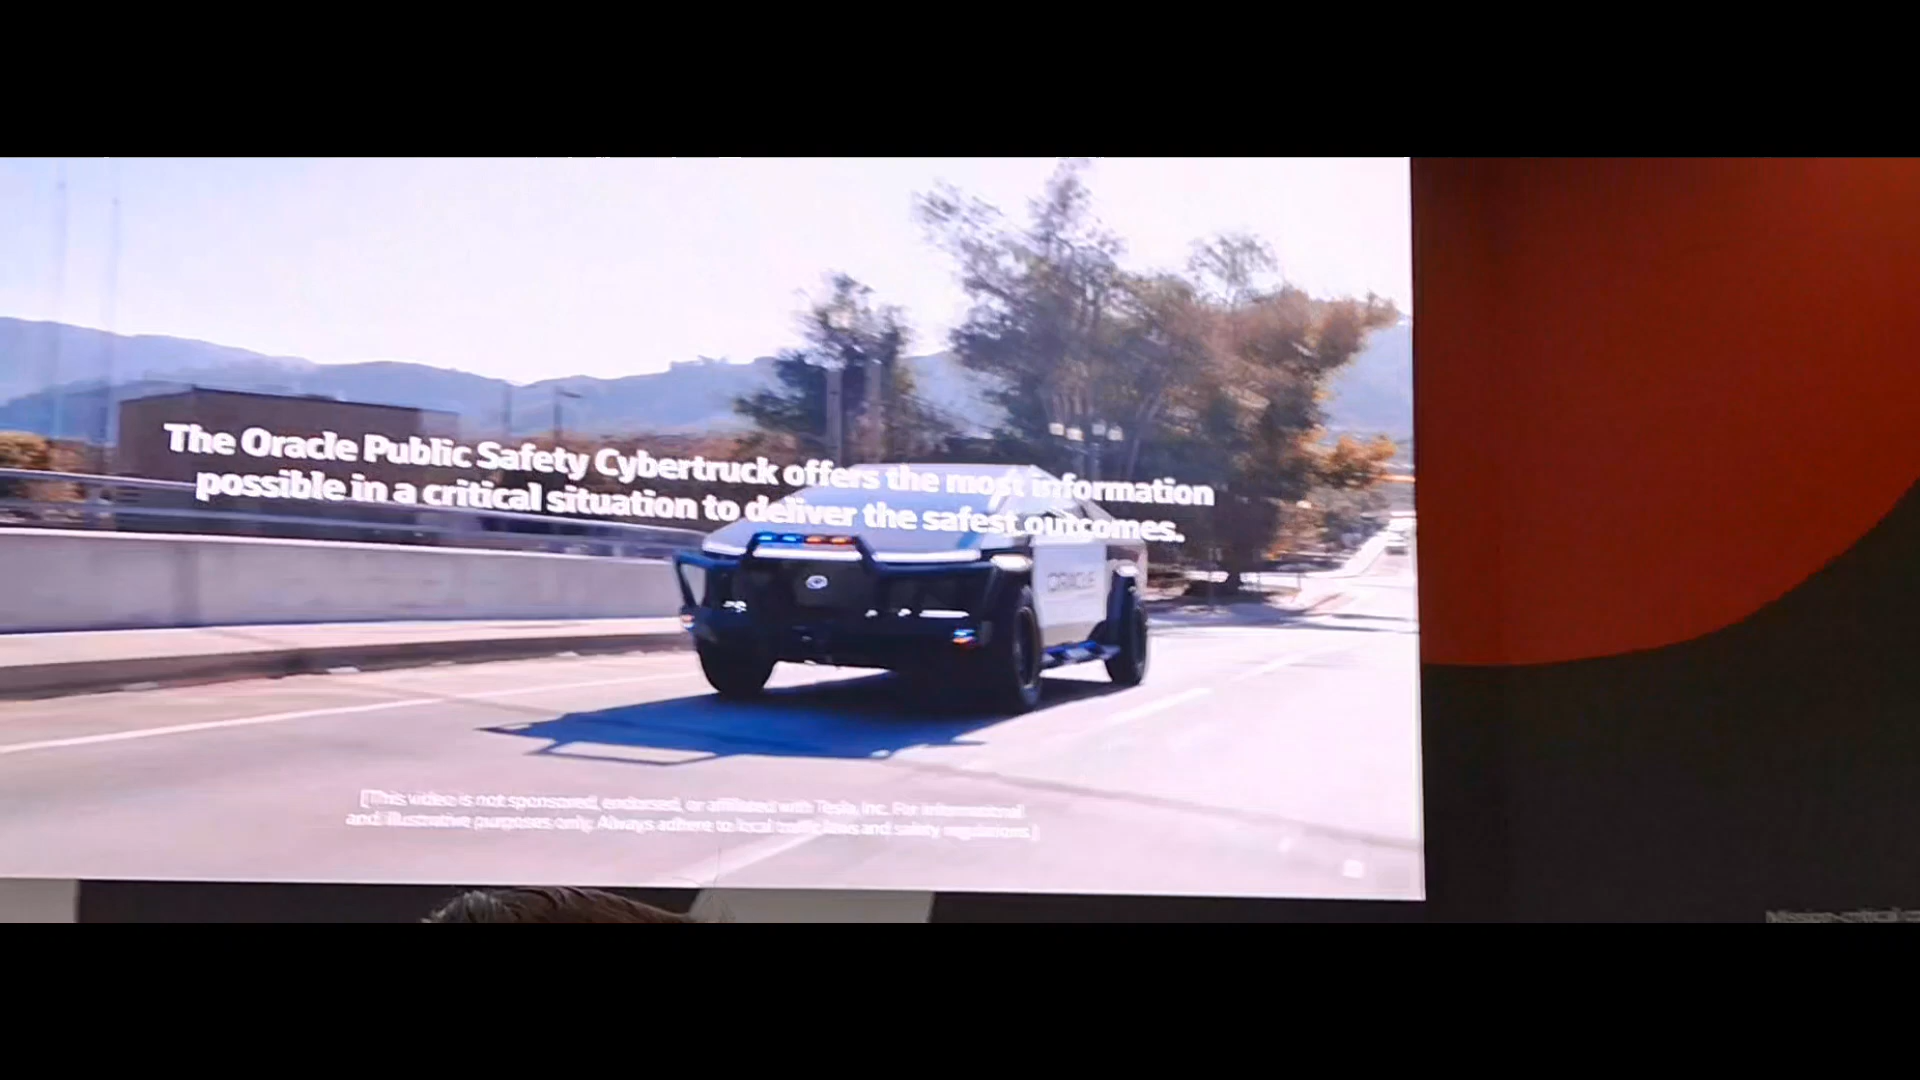 The Oracle Public Safety Cybertruck offers the most information
possible in a critical situation to deliver the safest outcomes.
ORACLE
[This video is not sponsored, endorsed, or affiliated with Tesla, Inc. For informational
and illustrative purposes only. Always adhere to local traffic laws and safety regulations.]
Mission-critical